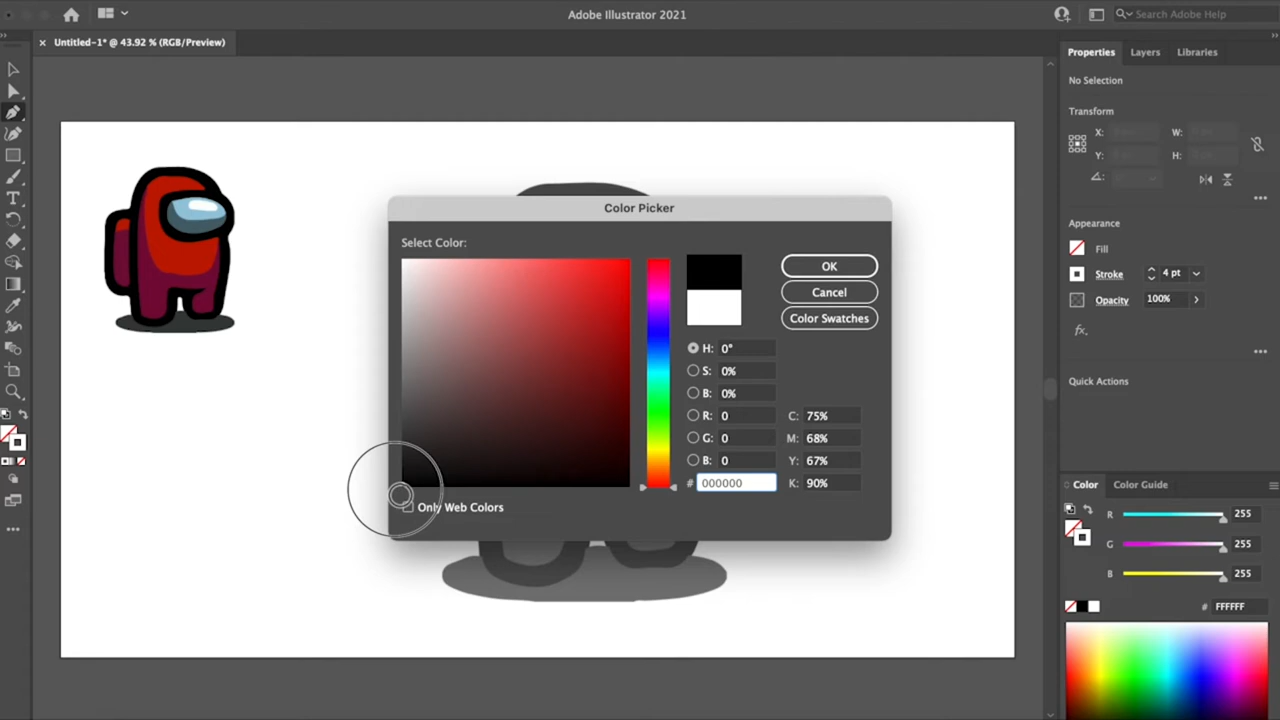 Adobe Illustrator 2021
Search Adobe Help
× Untitled-1* @ 43.92 % (RGB/Preview)
Properties Layers Libraries
No Selection
Transform
X: W:
Y: H:
Appearance
Fill
Stroke 4 pt
Opacity 100%
fx.
Quick Actions
Color Picker
Select Color:
OK
Cancel
Color Swatches
H: 0°
S: 0%
B: 0%
R: 0 C: 75%
G: 0 M: 68%
B: 0 Y: 67%
# 000000 K: 90%
Only Web Colors
Color Color Guide
R 255
G 255
B 255
# FFFFFF